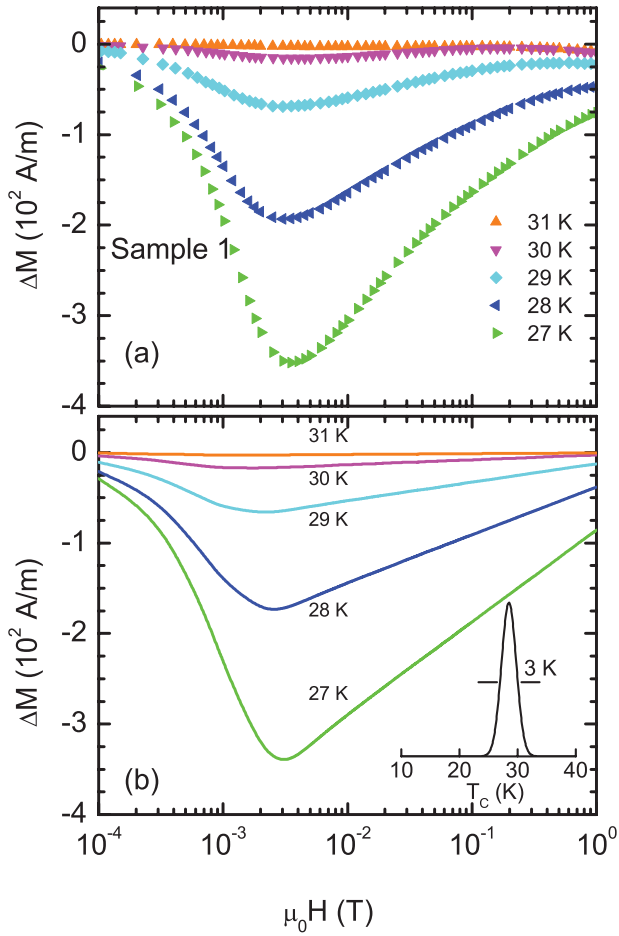 0
-1
-2
-3
-4
ΔM (10² A/m)
Sample 1
(a)
31 K
30 K
29 K
28 K
27 K
0
-1
-2
-3
-4
ΔM (10² A/m)
31 K
30 K
29 K
28 K
27 K
(b)
3 K
10 20 30 40
T_C (K)
10⁻⁴ 10⁻³ 10⁻² 10⁻¹ 10⁰
μ₀H (T)